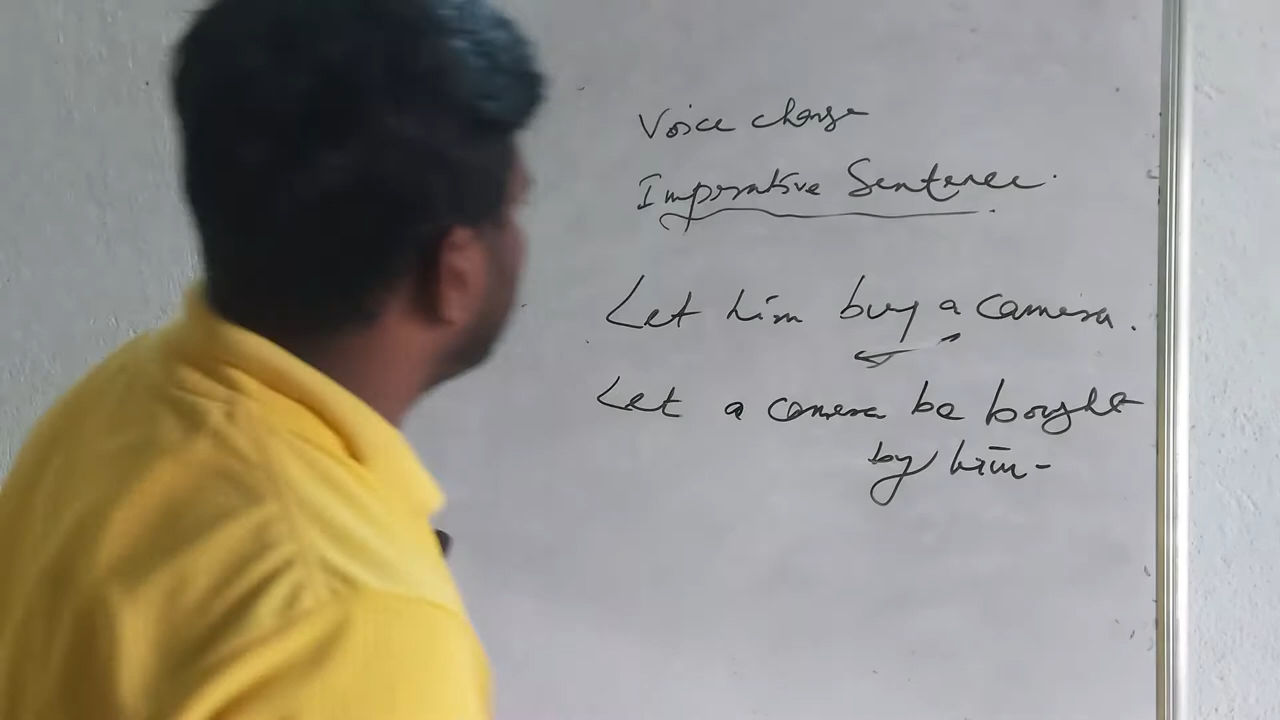 Voice change
Imperative Sentence.
Let him buy a camera.
Let a camera be bought
by him-